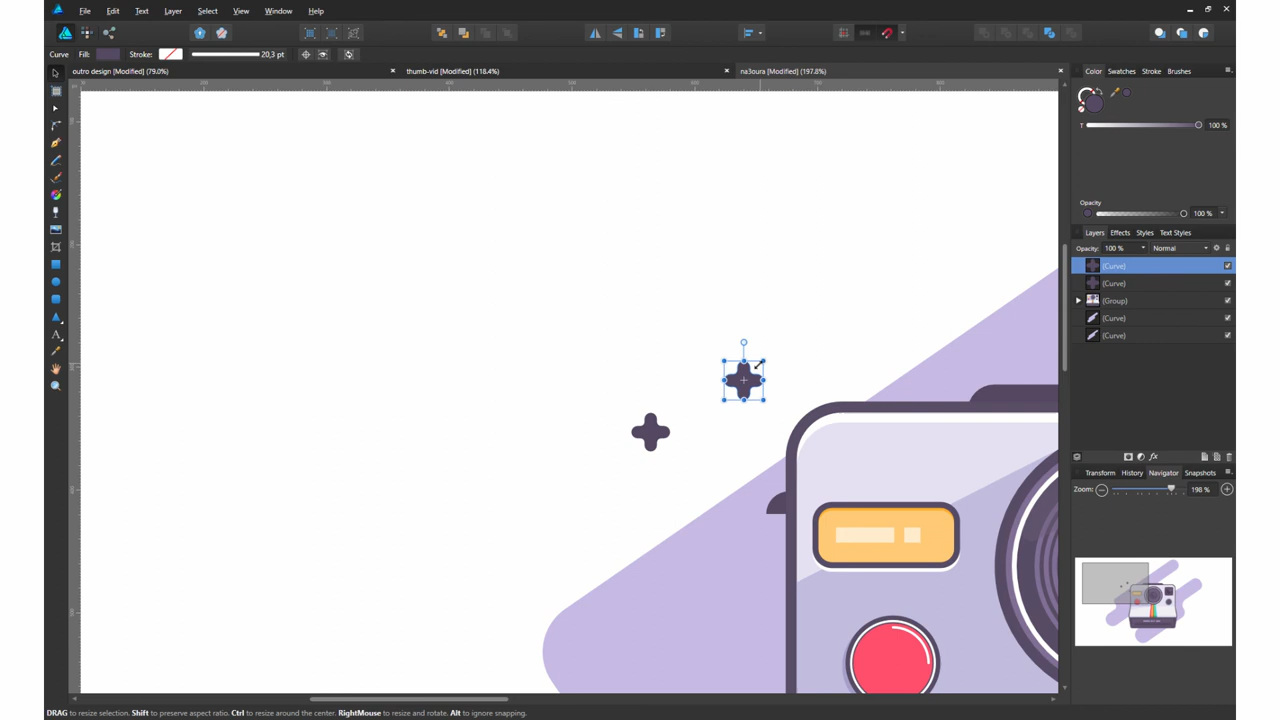 File Edit Text Layer Select View Window Help
Curve Fill: Stroke: 20,3 pt
outro design [Modified] (79.0%) thumb-vid [Modified] (118.4%) na3oura [Modified] (197.8%)
Color Swatches Stroke Brushes
T 100 %
Opacity
100 %
Layers Effects Styles Text Styles
Opacity: 100 % Normal
(Curve)
(Curve)
(Group)
(Curve)
(Curve)
fx
Transform History Navigator Snapshots
Zoom: 198 %
DRAG to resize selection. Shift to preserve aspect ratio. Ctrl to resize around the center. RightMouse to resize and rotate. Alt to ignore snapping.